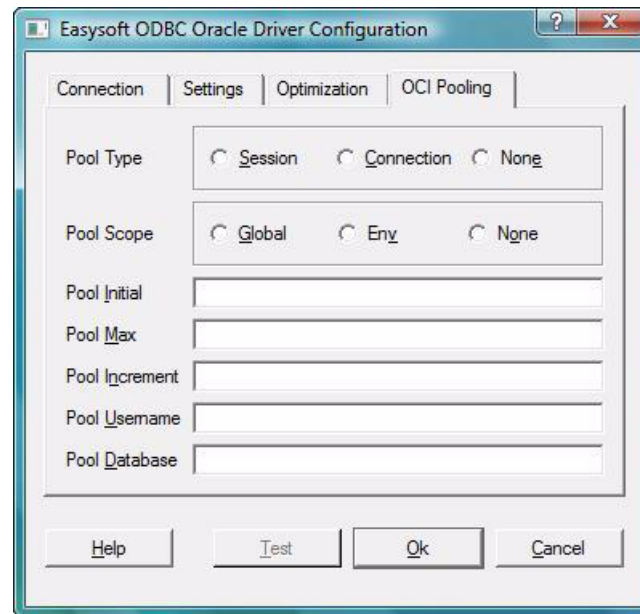 Easysoft ODBC Oracle Driver Configuration
Connection Settings Optimization OCI Pooling
Pool Type Session Connection None
Pool Scope Global Env None
Pool Initial
Pool Max
Pool Increment
Pool Username
Pool Database
Help Test Ok Cancel